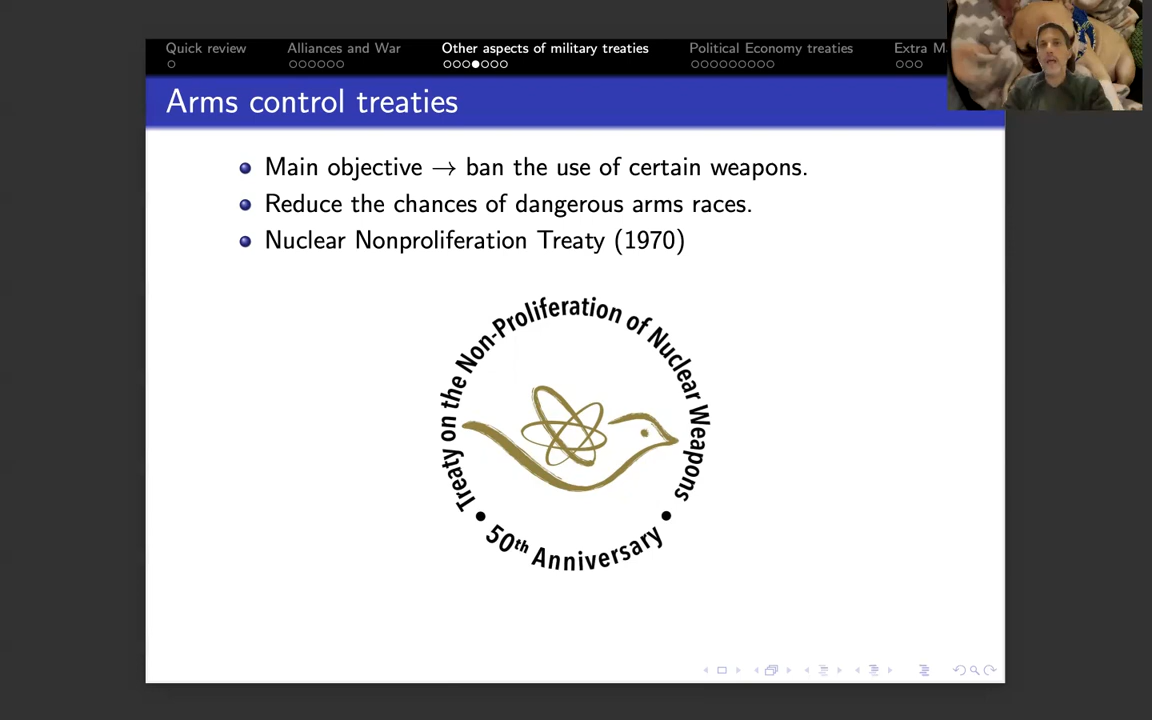 Quick review
Alliances and War
Other aspects of military treaties
Political Economy treaties
Extra M
Arms control treaties
Main objective → ban the use of certain weapons.
Reduce the chances of dangerous arms races.
Nuclear Nonproliferation Treaty (1970)
Treaty on the Non-Proliferation of Nuclear Weapons
• 50th Anniversary •